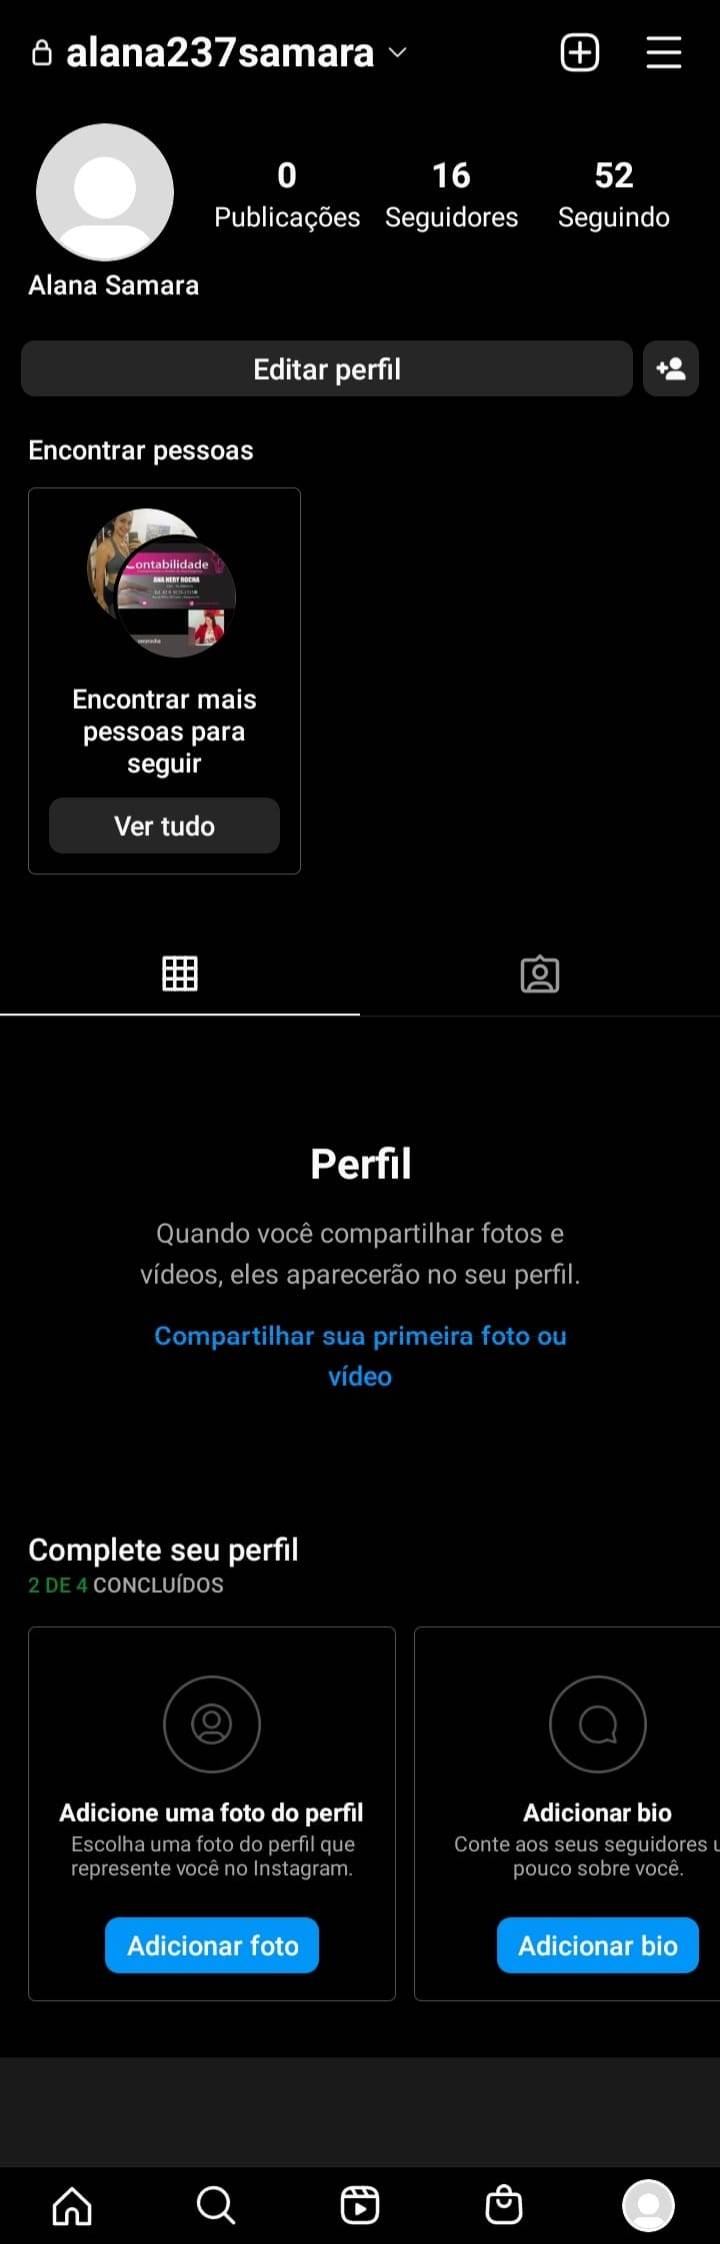 alana237samara
0 16 52
Publicações Seguidores Seguindo
Alana Samara
Editar perfil
Encontrar pessoas
Contabilidade
ANA NERY ROCHA
Encontrar mais
pessoas para
seguir
Ver tudo
Perfil
Quando você compartilhar fotos e
vídeos, eles aparecerão no seu perfil.
Compartilhar sua primeira foto ou
vídeo
Complete seu perfil
2 DE 4 CONCLUÍDOS
Adicione uma foto do perfil
Escolha uma foto do perfil que
represente você no Instagram.
Adicionar foto
Adicionar bio
Conte aos seus seguidores u
pouco sobre você.
Adicionar bio